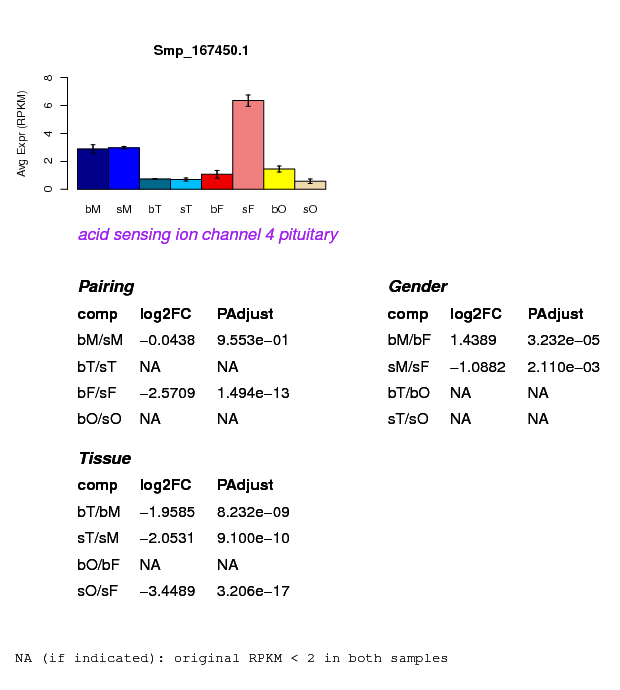 Smp_167450.1
Avg Expr (RPKM)
8
6
4
2
0
bM sM bT sT bF sF bO sO
acid sensing ion channel 4 pituitary
Pairing
comp log2FC PAdjust
bM/sM −0.0438 9.553e−01
bT/sT NA NA
bF/sF −2.5709 1.494e−13
bO/sO NA NA
Gender
comp log2FC PAdjust
bM/bF 1.4389 3.232e−05
sM/sF −1.0882 2.110e−03
bT/bO NA NA
sT/sO NA NA
Tissue
comp log2FC PAdjust
bT/bM −1.9585 8.232e−09
sT/sM −2.0531 9.100e−10
bO/bF NA NA
sO/sF −3.4489 3.206e−17
NA (if indicated): original RPKM < 2 in both samples